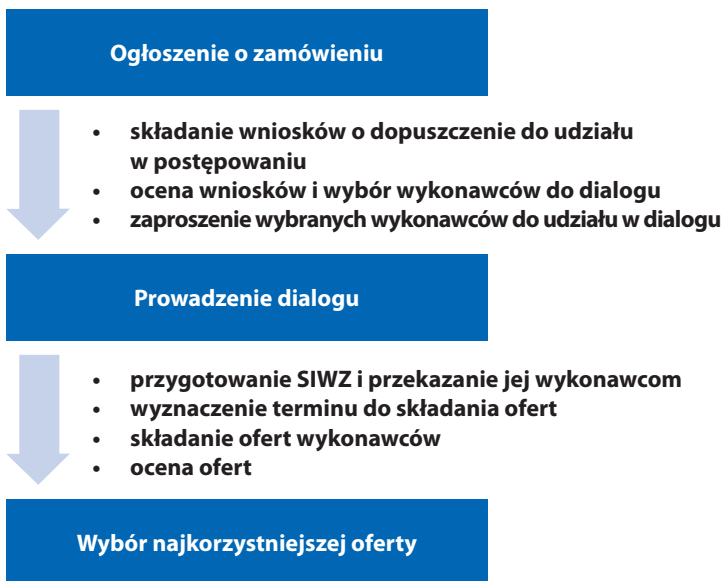 Ogłoszenie o zamówieniu
• składanie wniosków o dopuszczenie do udziału
w postępowaniu
• ocena wniosków i wybór wykonawców do dialogu
• zaproszenie wybranych wykonawców do udziału w dialogu
Prowadzenie dialogu
• przygotowanie SIWZ i przekazanie jej wykonawcom
• wyznaczenie terminu do składania ofert
• składanie ofert wykonawców
• ocena ofert
Wybór najkorzystniejszej oferty